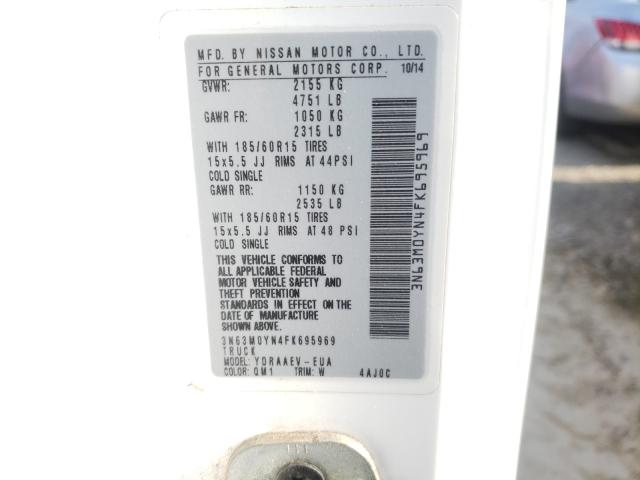 MFD. BY NISSAN MOTOR CO., LTD.
FOR GENERAL MOTORS CORP. 10/14
GVWR: 2155 KG
4751 LB
GAWR FR: 1050 KG
2315 LB
WITH 185/60R15 TIRES
15x5.5 JJ RIMS AT 44PSI
COLD SINGLE
GAWR RR: 1150 KG
2535 LB
WITH 185/60R15 TIRES
15x5.5 JJ RIMS AT 48 PSI
COLD SINGLE
THIS VEHICLE CONFORMS TO
ALL APPLICABLE FEDERAL
MOTOR VEHICLE SAFETY AND
THEFT PREVENTION
STANDARDS IN EFFECT ON THE
DATE OF MANUFACTURE
SHOWN ABOVE.
3N63M0YN4FK695969
TRUCK
MODEL: YDRAAEV-EUA
COLOR: QM1 TRIM: W 4AJ0C
3N63M0YN4FK695969